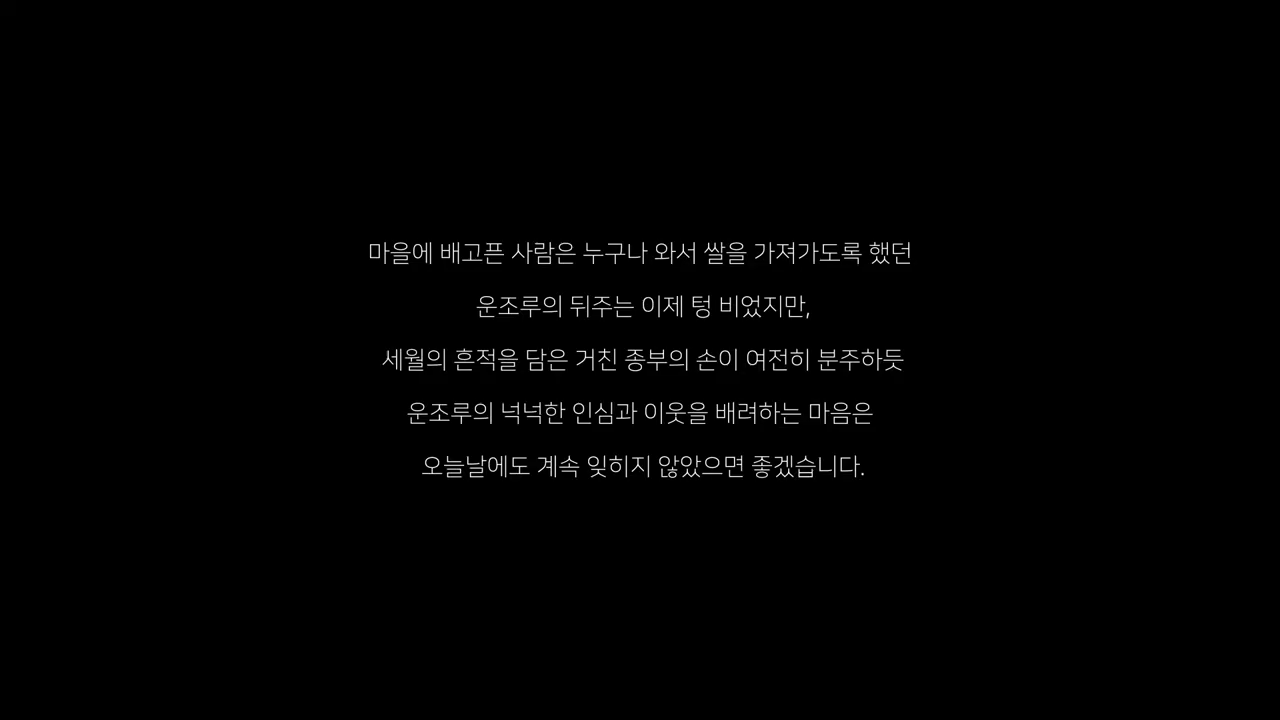 마을에 배고픈 사람은 누구나 와서 쌀을 가져가도록 했던
운조루의 뒤주는 이제 텅 비었지만,
세월의 흔적을 담은 거친 종부의 손이 여전히 분주하듯
운조루의 넉넉한 인심과 이웃을 배려하는 마음은
오늘날에도 계속 잊히지 않았으면 좋겠습니다.